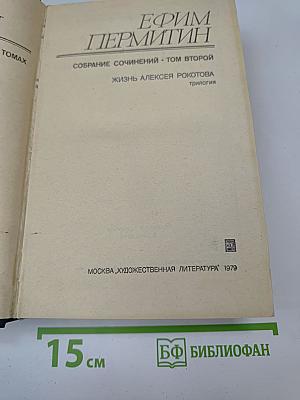 ТОМАХ
ЕФИМ
ПЕРМИТИН
СОБРАНИЕ СОЧИНЕНИЙ · ТОМ ВТОРОЙ
ЖИЗНЬ АЛЕКСЕЯ РОКОТОВА
трилогия
МОСКВА „ХУДОЖЕСТВЕННАЯ ЛИТЕРАТУРА" 1979
15 см
БФ БИБЛИОФАН